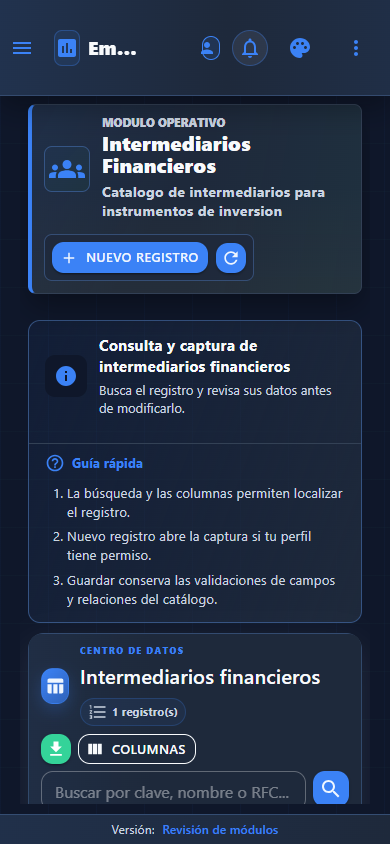 Em...
MODULO OPERATIVO
Intermediarios
Financieros
Catalogo de intermediarios para
instrumentos de inversion
NUEVO REGISTRO
Consulta y captura de
intermediarios financieros
Busca el registro y revisa sus datos antes
de modificarlo.
Guía rápida
1. La búsqueda y las columnas permiten localizar
el registro.
2. Nuevo registro abre la captura si tu perfil
tiene permiso.
3. Guardar conserva las validaciones de campos
y relaciones del catálogo.
CENTRO DE DATOS
Intermediarios financieros
1 registro(s)
COLUMNAS
Buscar por clave, nombre o RFC...
Versión: Revisión de módulos